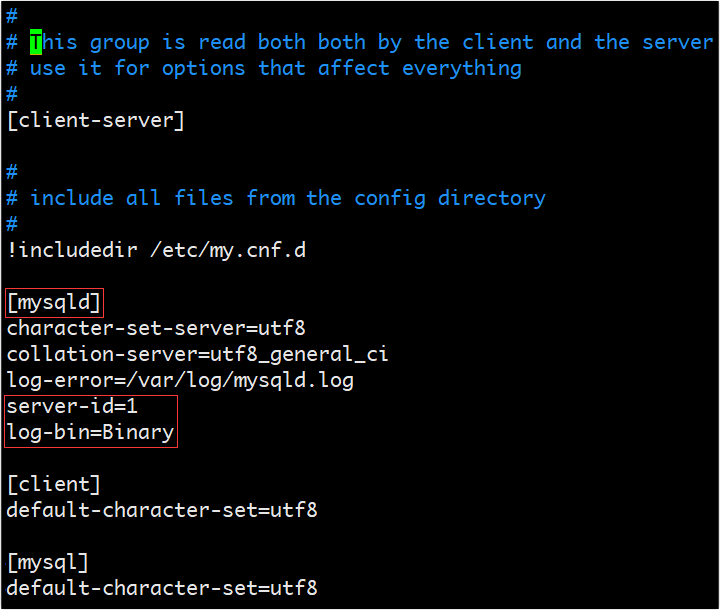 #
# This group is read both both by the client and the server
# use it for options that affect everything
#
[client-server]
#
# include all files from the config directory
#
!includedir /etc/my.cnf.d
[mysqld]
character-set-server=utf8
collation-server=utf8_general_ci
log-error=/var/log/mysqld.log
server-id=1
log-bin=Binary
[client]
default-character-set=utf8
[mysql]
default-character-set=utf8